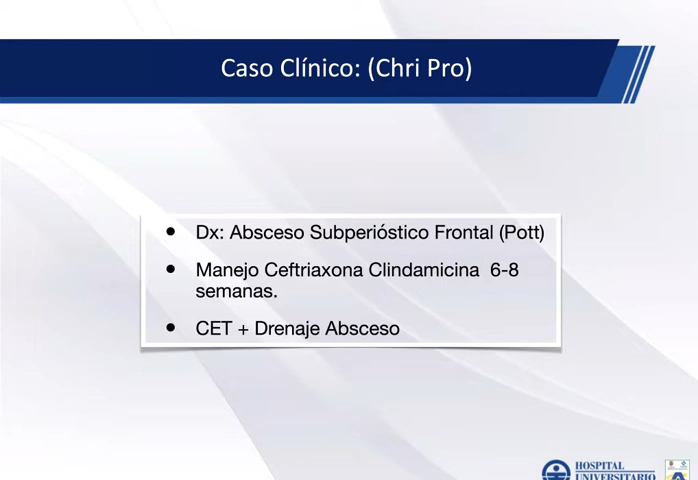 Caso Clínico: (Chri Pro)
• Dx: Absceso Subperióstico Frontal (Pott)
• Manejo Ceftriaxona Clindamicina 6-8
semanas.
• CET + Drenaje Absceso
HOSPITAL
UNIVERSITARIO